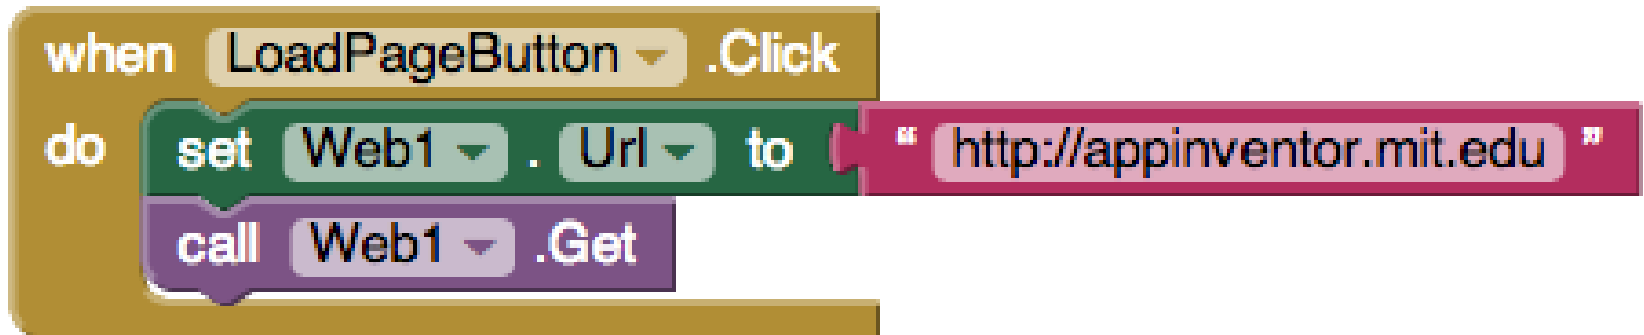 when LoadPageButton .Click
do set Web1 . Url to “ http://appinventor.mit.edu ”
call Web1 .Get